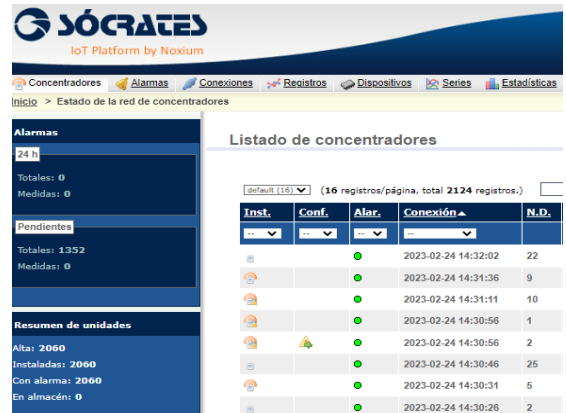 SÓCRATES
IoT Platform by Noxium
Concentradores Alarmas Conexiones Registros Dispositivos Series Estadísticas
Inicio > Estado de la red de concentradores
Alarmas
24 h
Totales: 0
Medidas: 0
Pendientes
Totales: 1352
Medidas: 0
Resumen de unidades
Alta: 2060
Instaladas: 2060
Con alarma: 2060
En almacén: 0
Listado de concentradores
default (16) (16 registros/página, total 2124 registros.)
Inst. Conf. Alar. Conexión N.D.
-- -- -- --
2023-02-24 14:32:02 22
2023-02-24 14:31:36 9
2023-02-24 14:31:11 10
2023-02-24 14:30:56 1
2023-02-24 14:30:56 2
2023-02-24 14:30:46 25
2023-02-24 14:30:31 5
2023-02-24 14:30:26 2